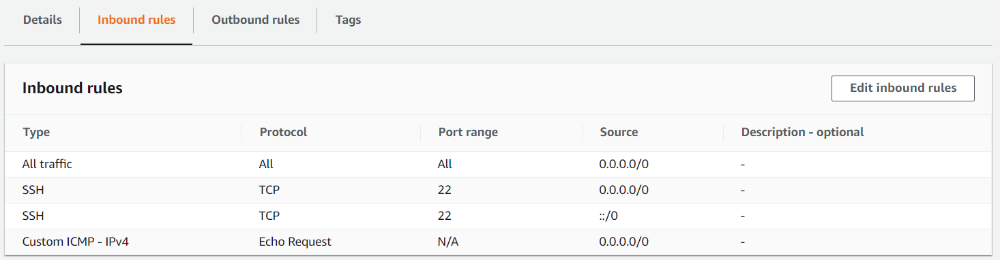 Details Inbound rules Outbound rules Tags
Inbound rules Edit inbound rules
Type Protocol Port range Source Description - optional
All traffic All All 0.0.0.0/0 -
SSH TCP 22 0.0.0.0/0 -
SSH TCP 22 ::/0 -
Custom ICMP - IPv4 Echo Request N/A 0.0.0.0/0 -